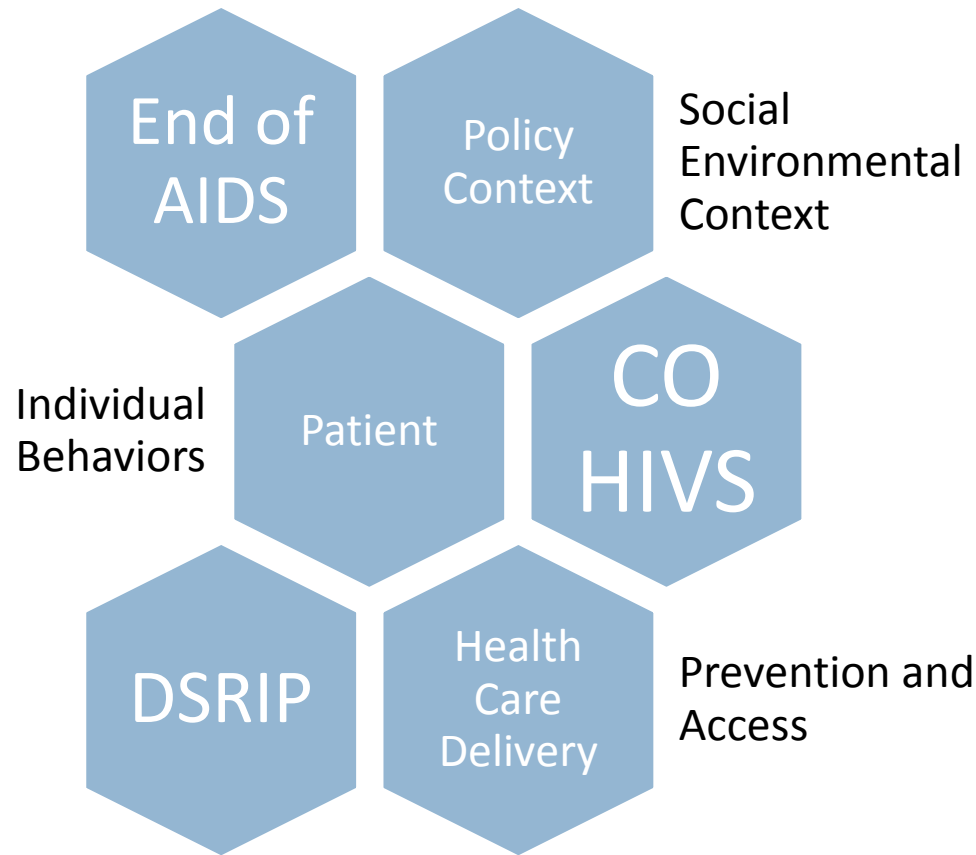 End of
AIDS
Policy
Context
Social
Environmental
Context
Individual
Behaviors
Patient
CO
HIVS
DSRIP
Health
Care
Delivery
Prevention and
Access